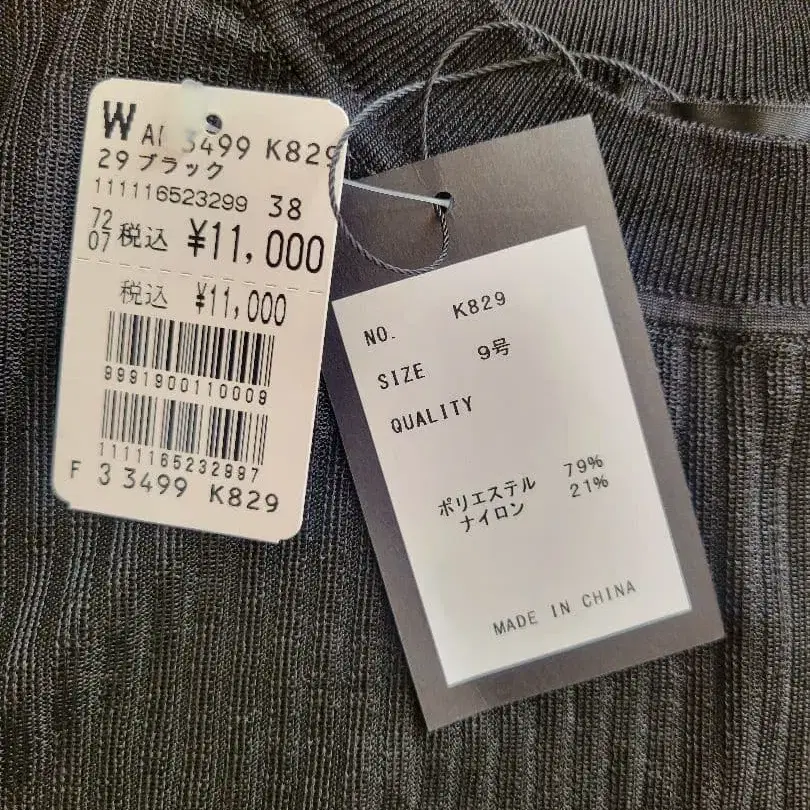 W 3499 K829
29 ブラック
111116523299 38
72
07 税込 ¥11,000
税込 ¥11,000
9991900110009
1111165232997
F 3 3499 K829
NO. K829
SIZE 9号
QUALITY
ポリエステル 79%
ナイロン 21%
MADE IN CHINA